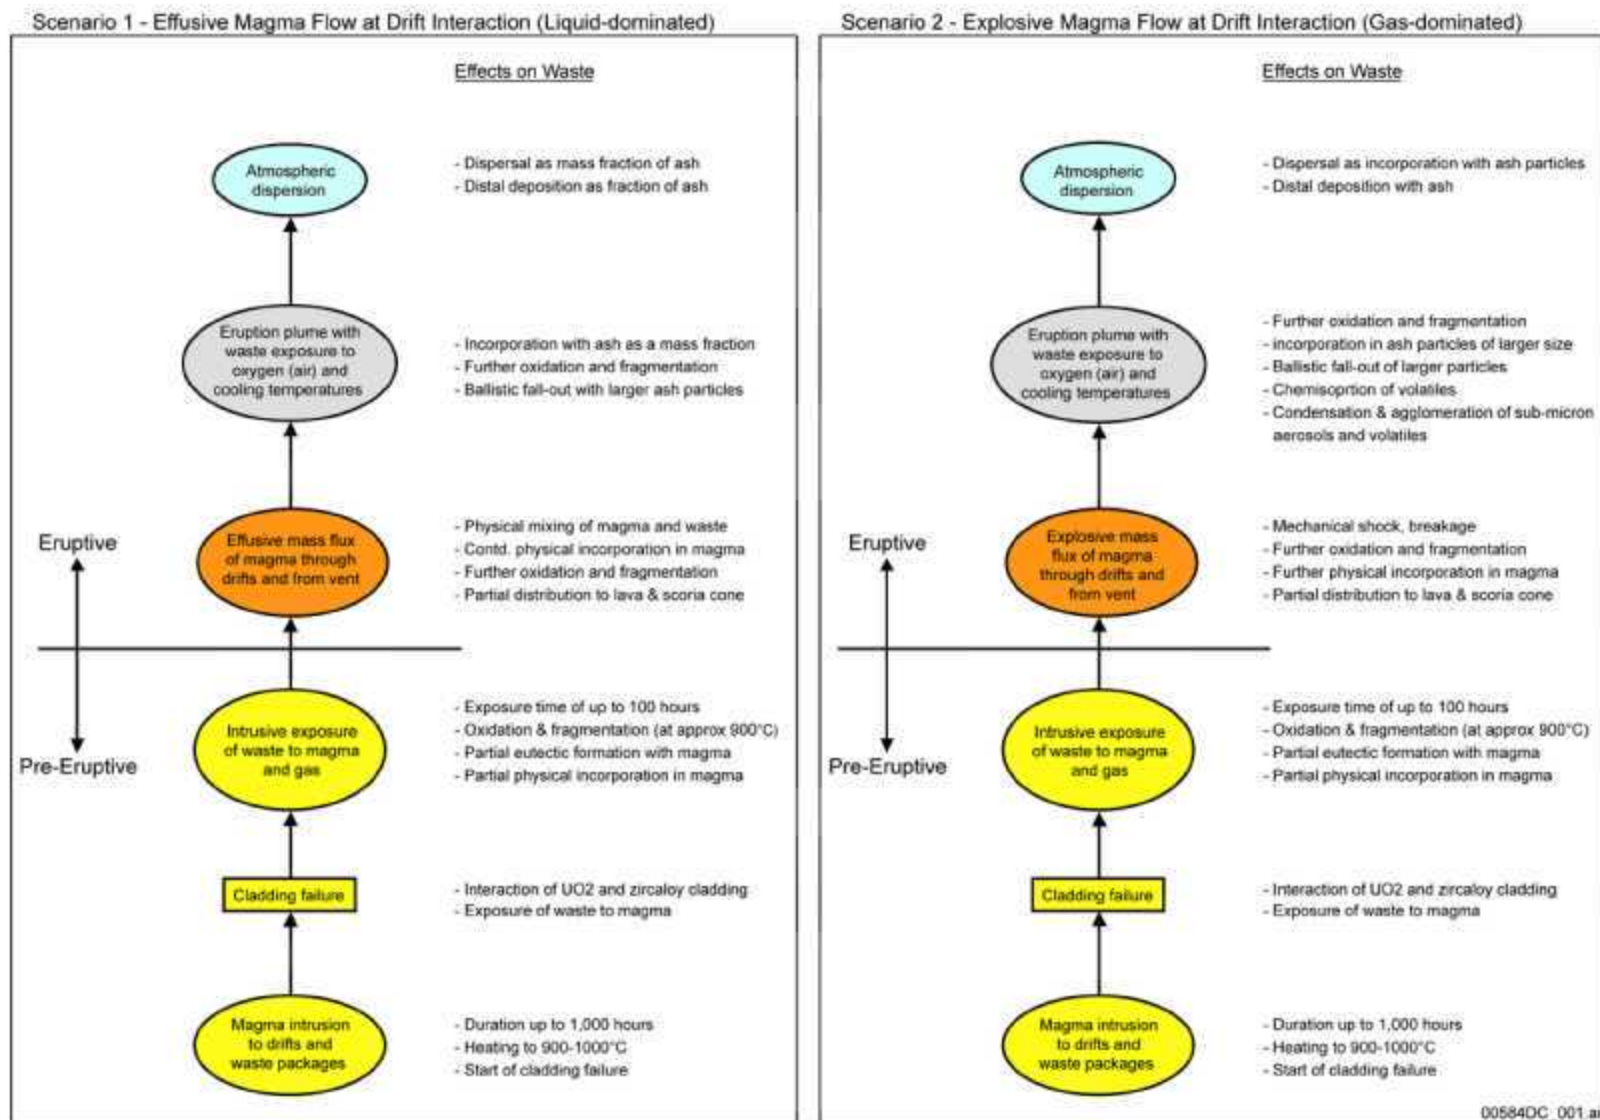 Scenario 1 - Effusive Magma Flow at Drift Interaction (Liquid-dominated)
Effects on Waste
Atmospheric
dispersion
- Dispersal as mass fraction of ash
- Distal deposition as fraction of ash
Eruption plume with
waste exposure to
oxygen (air) and
cooling temperatures
- Incorporation with ash as a mass fraction
- Further oxidation and fragmentation
- Ballistic fall-out with larger ash particles
Eruptive
Effusive mass flux
of magma through
drifts and from vent
- Physical mixing of magma and waste
- Contd. physical incorporation in magma
- Further oxidation and fragmentation
- Partial distribution to lava & scoria cone
Pre-Eruptive
Intrusive exposure
of waste to magma
and gas
- Exposure time of up to 100 hours
- Oxidation & fragmentation (at approx 900°C)
- Partial eutectic formation with magma
- Partial physical incorporation in magma
Cladding failure
- Interaction of UO2 and zircaloy cladding
- Exposure of waste to magma
Magma intrusion
to drifts and
waste packages
- Duration up to 1,000 hours
- Heating to 900-1000°C
- Start of cladding failure
Scenario 2 - Explosive Magma Flow at Drift Interaction (Gas-dominated)
Effects on Waste
Atmospheric
dispersion
- Dispersal as incorporation with ash particles
- Distal deposition with ash
Eruption plume with
waste exposure to
oxygen (air) and
cooling temperatures
- Further oxidation and fragmentation
- incorporation in ash particles of larger size
- Ballistic fall-out of larger particles
- Chemisoprtion of volatiles
- Condensation & agglomeration of sub-micron
aerosols and volatiles
Eruptive
Explosive mass
flux of magma
through drifts and
from vent
- Mechanical shock, breakage
- Further oxidation and fragmentation
- Further physical incorporation in magma
- Partial distribution to lava & scoria cone
Pre-Eruptive
Intrusive exposure
of waste to magma
and gas
- Exposure time of up to 100 hours
- Oxidation & fragmentation (at approx 900°C)
- Partial eutectic formation with magma
- Partial physical incorporation in magma
Cladding failure
- Interaction of UO2 and zircaloy cladding
- Exposure of waste to magma
Magma intrusion
to drifts and
waste packages
- Duration up to 1,000 hours
- Heating to 900-1000°C
- Start of cladding failure
00584DC_001.ai